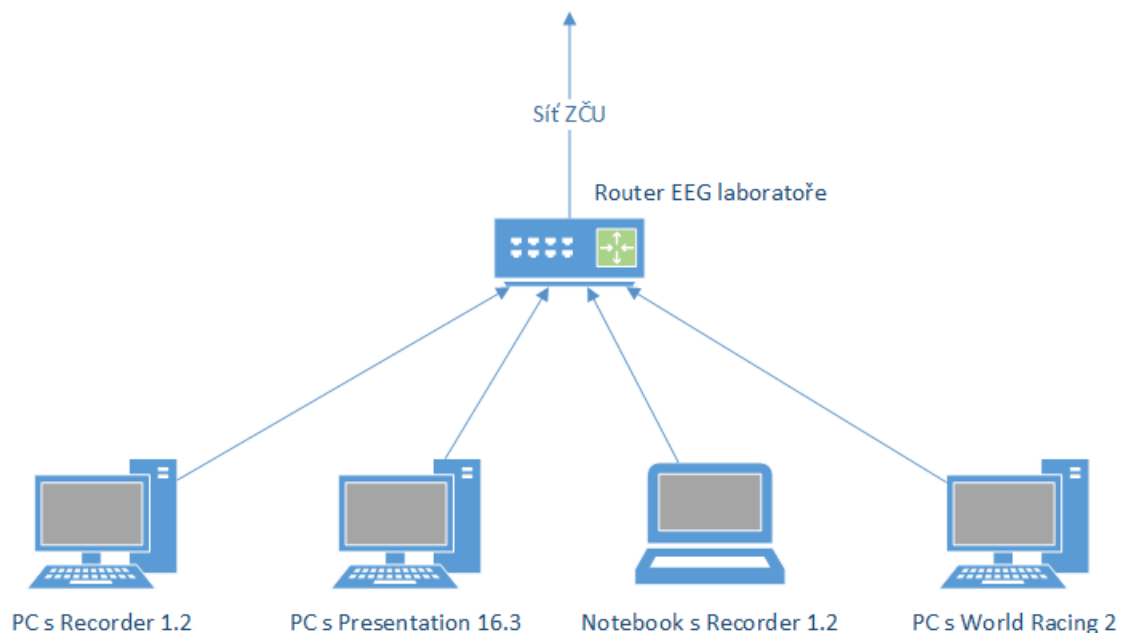 Síť ZČU
Router EEG laboratoře
PC s Recorder 1.2
PC s Presentation 16.3
Notebook s Recorder 1.2
PC s World Racing 2